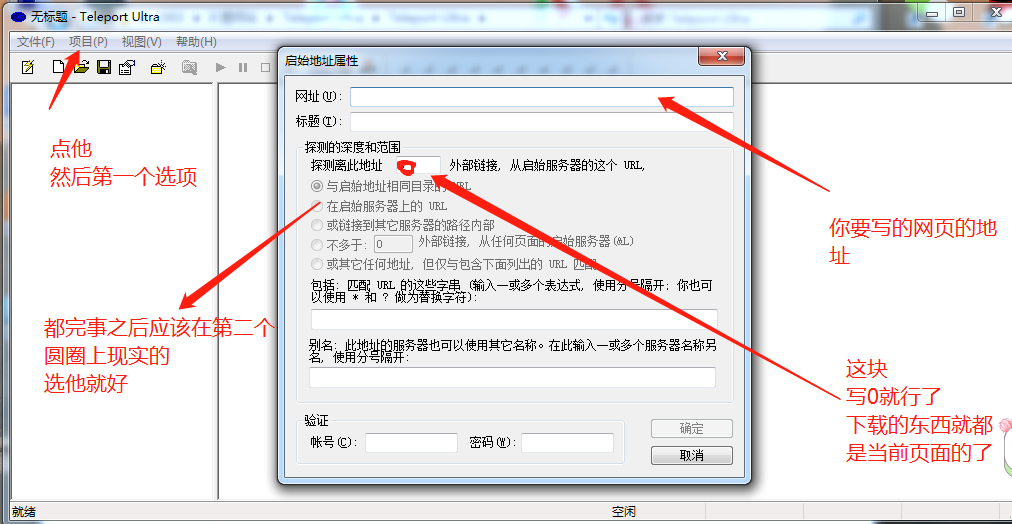 无标题 - Teleport Ultra
文件(F) 项目(P) 视图(V) 帮助(H)
启始地址属性
网址(U):
标题(T):
探测的深度和范围
探测离此地址 0 外部链接, 从启始服务器的这个 URL,
与启始地址相同目录的 URL
在启始服务器上的 URL
或链接到其它服务器的路径内部
不多于: 0 外部链接, 从任何页面的启始服务器(&L)
或其它任何地址, 但仅与包含下面列出的 URL 匹配
包括: 匹配 URL 的这些字串 (输入一或多个表达式, 使用分号隔开; 你也可
以使用 * 和 ? 做为替换字符):
别名: 此地址的服务器也可以使用其它名称。在此输入一或多个服务器名称另
名, 使用分号隔开:
验证
帐号(C):
密码(W):
确定
取消
点他
然后第一个选项
都完事之后应该在第二个
圆圈上现实的
选他就好
你要写的网页的地
址
这块
写0就行了
下载的东西就都
是当前页面的了
就绪
空闲